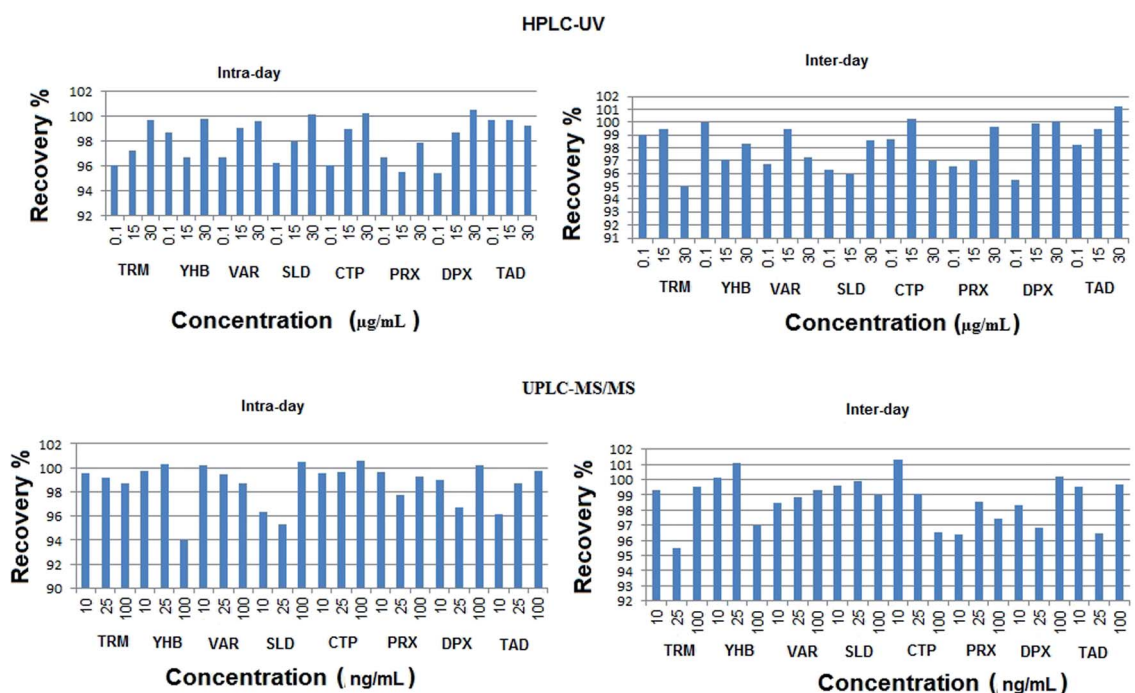 HPLC-UV
Intra-day
Recovery %
102
100
98
96
94
92
0.1 15 30 0.1 15 30 0.1 15 30 0.1 15 30 0.1 15 30 0.1 15 30 0.1 15 30 0.1 15 30
TRM YHB VAR SLD CTP PRX DPX TAD
Concentration (µg/mL )
Inter-day
Recovery %
102
101
100
99
98
97
96
95
94
93
92
91
0.1 15 30 0.1 15 30 0.1 15 30 0.1 15 30 0.1 15 30 0.1 15 30 0.1 15 30 0.1 15 30
TRM YHB VAR SLD CTP PRX DPX TAD
Concentration (µg/mL)
UPLC-MS/MS
Intra-day
Recovery %
102
100
98
96
94
92
90
10 25 100 10 25 100 10 25 100 10 25 100 10 25 100 10 25 100 10 25 100 10 25 100
TRM YHB VAR SLD CTP PRX DPX TAD
Concentration ( ng/mL )
Inter-day
Recovery %
102
101
100
99
98
97
96
95
94
93
92
10 25 100 10 25 100 10 25 100 10 25 100 10 25 100 10 25 100 10 25 100 10 25 100
TRM YHB VAR SLD CTP PRX DPX TAD
Concentration ( ng/mL )